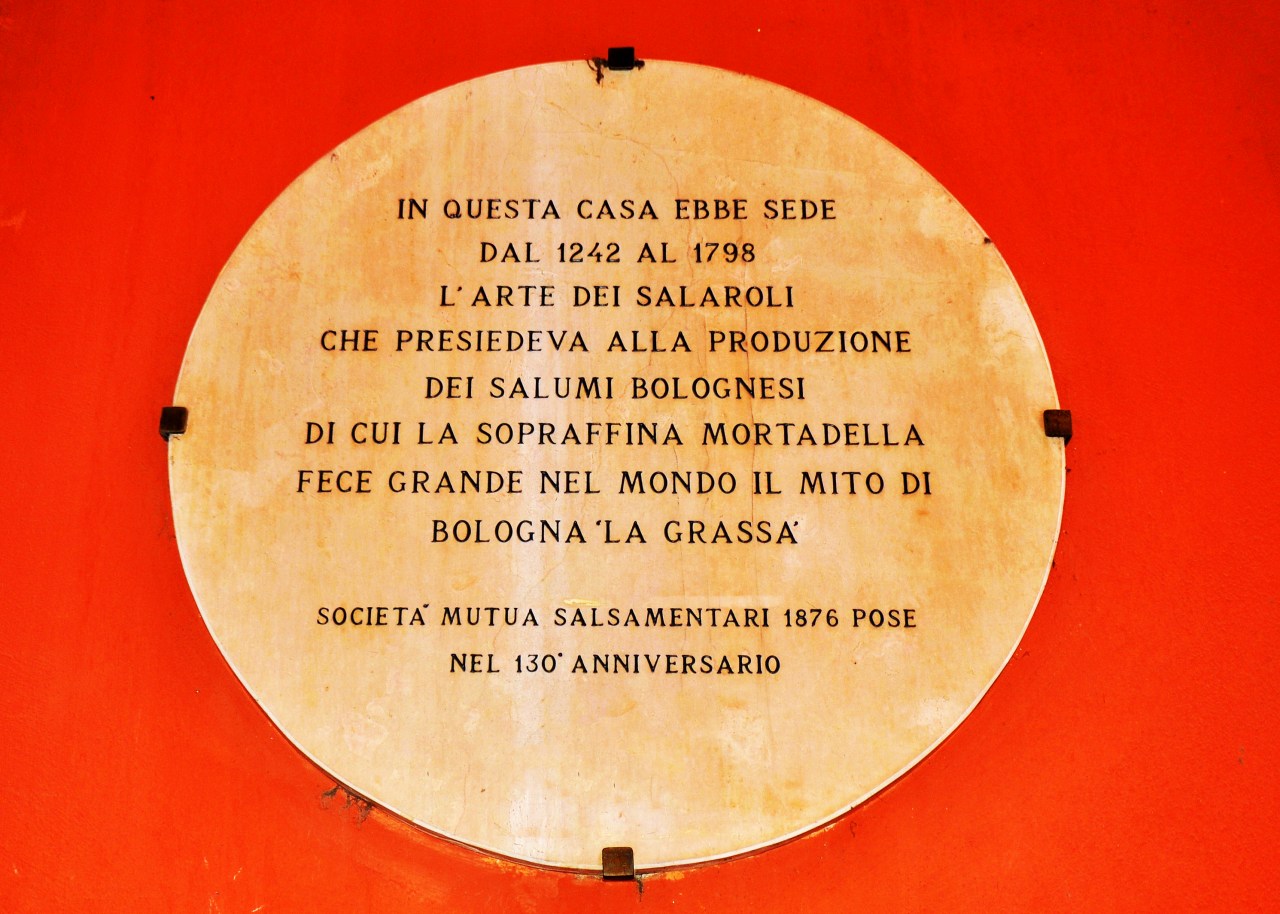 IN QUESTA CASA EBBE SEDE
DAL 1242 AL 1798
L'ARTE DEI SALAROLI
CHE PRESIEDEVA ALLA PRODUZIONE
DEI SALUMI BOLOGNESI
DI CUI LA SOPRAFFINA MORTADELLA
FECE GRANDE NEL MONDO IL MITO DI
BOLOGNA 'LA GRASSA'
SOCIETA' MUTUA SALSAMENTARI 1876 POSE
NEL 130° ANNIVERSARIO